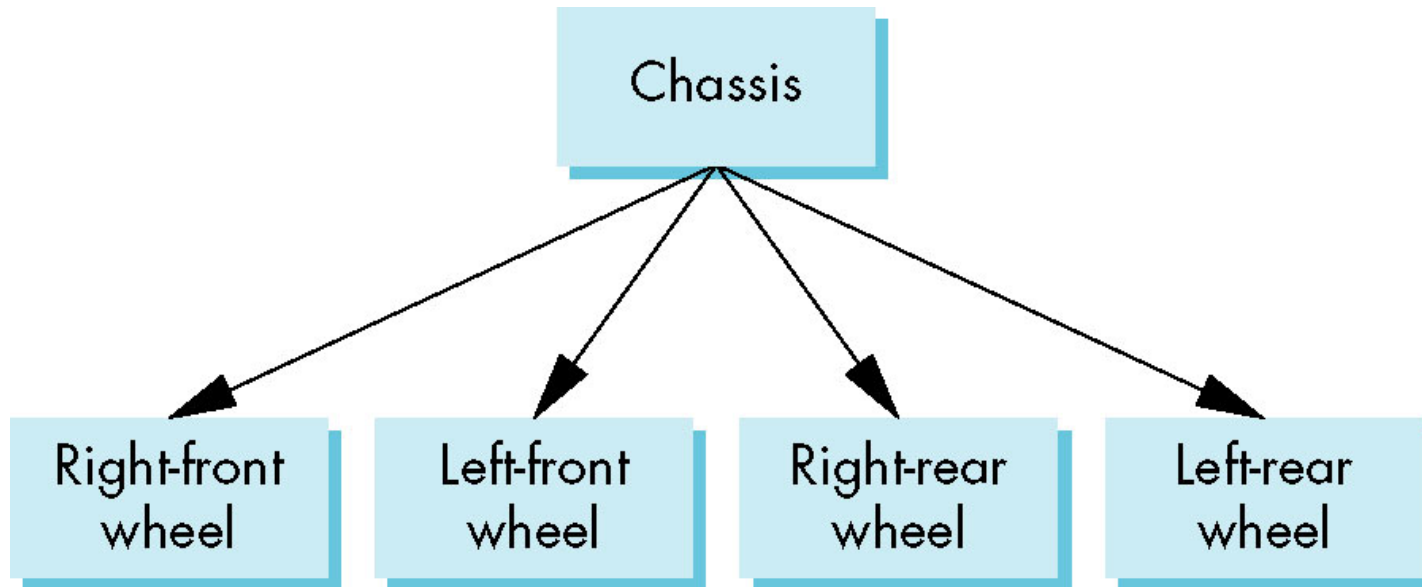 Chassis
Right-front
wheel
Left-front
wheel
Right-rear
wheel
Left-rear
wheel